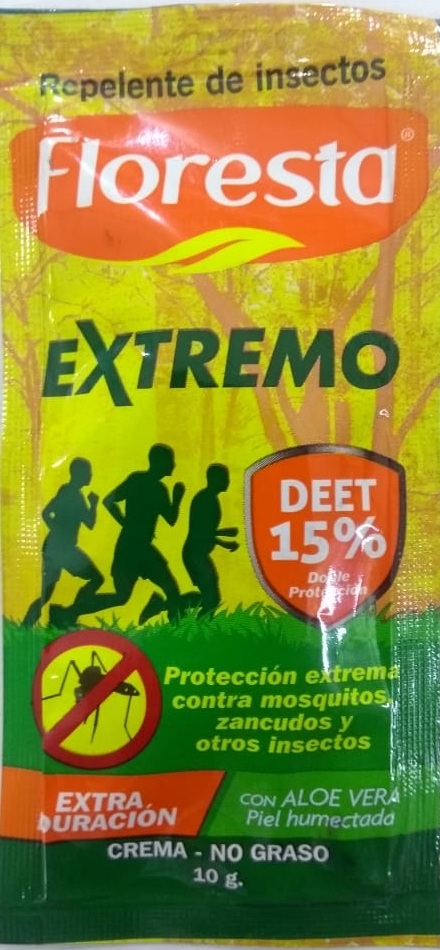 Repelente de insectos
Floresta®
EXTREMO
DEET
15%
Doble
Protección
Protección extrema
contra mosquitos,
zancudos y
otros insectos
EXTRA
DURACIÓN
CON ALOE VERA
Piel humectada
CREMA - NO GRASO
10 g.